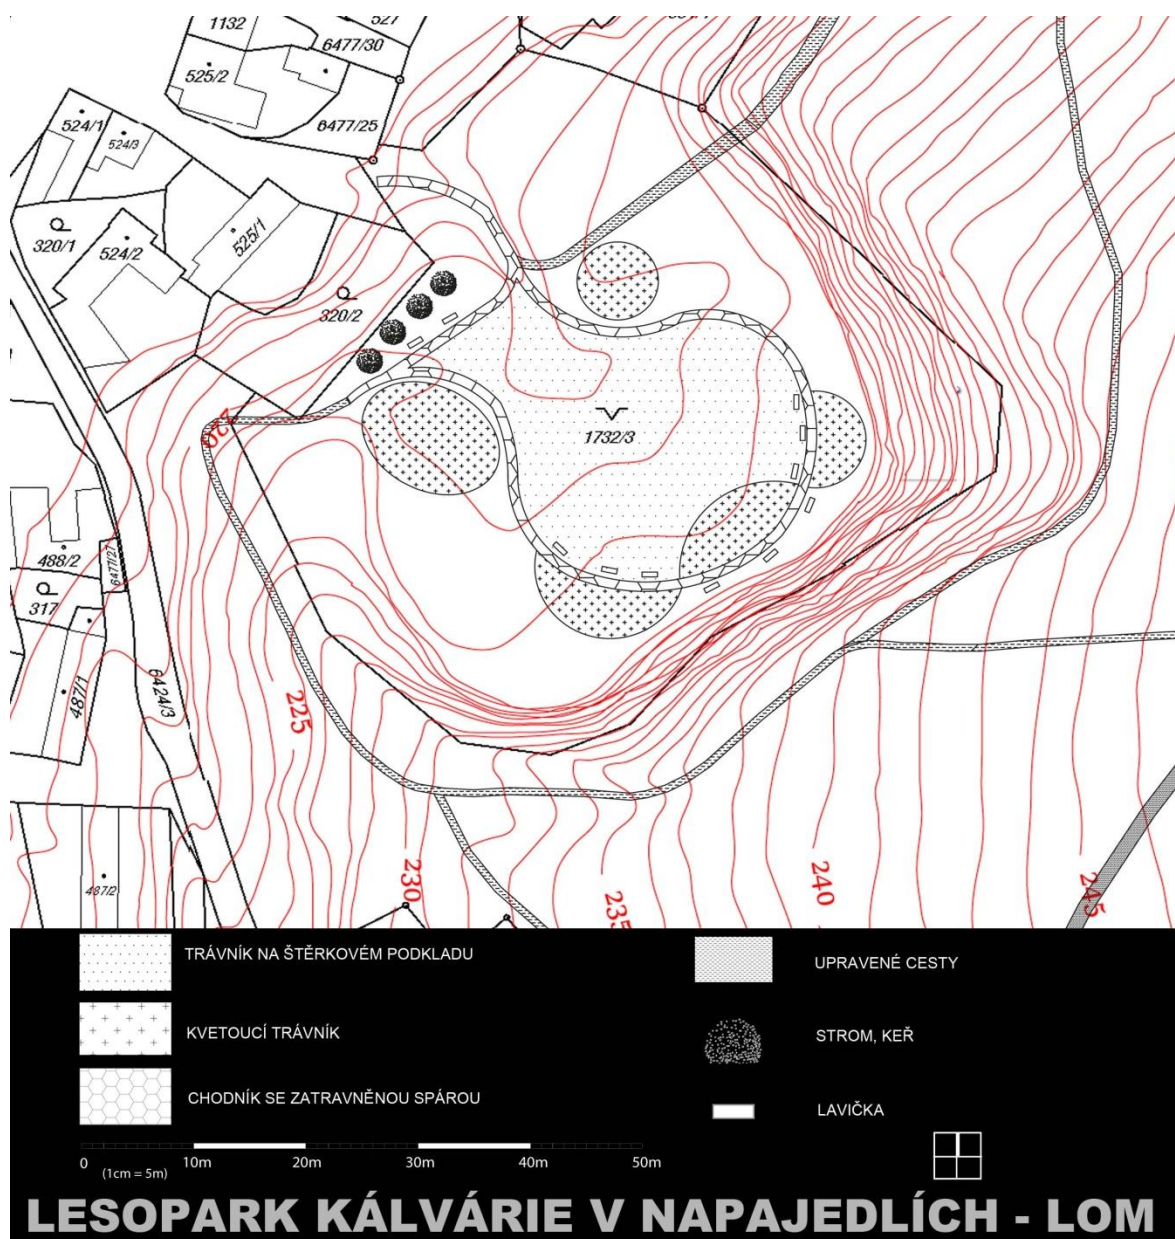 1132
527
6477/30
525/2
6477/25
524/1
524/3
320/1
524/2
525/1
320/2
220
1732/3
488/2
6477/27
317
487/1
6424/3
225
487/2
230
235
240
245
TRÁVNÍK NA ŠTĚRKOVÉM PODKLADU
UPRAVENÉ CESTY
KVETOUCÍ TRÁVNÍK
STROM, KEŘ
CHODNÍK SE ZATRAVNĚNOU SPÁROU
LAVIČKA
0 10m 20m 30m 40m 50m
(1cm = 5m)
LESOPARK KÁLVÁRIE V NAPAJEDLÍCH - LOM